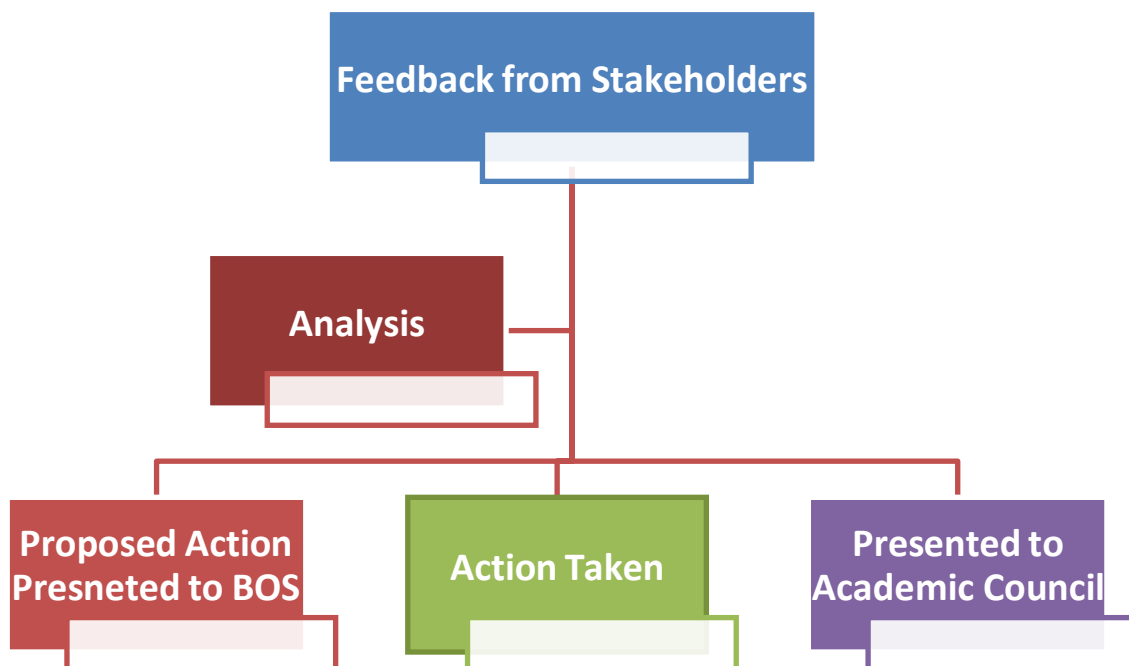 Feedback from Stakeholders
Analysis
Proposed Action
Presneted to BOS
Action Taken
Presented to
Academic Council